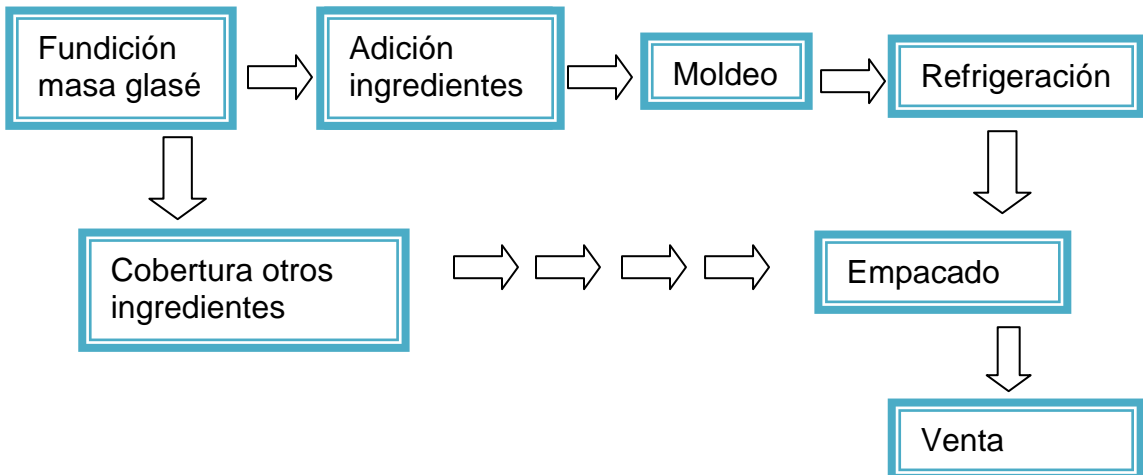 Fundición
masa glasé
Adición
ingredientes
Moldeo
Refrigeración
Cobertura otros
ingredientes
Empacado
Venta